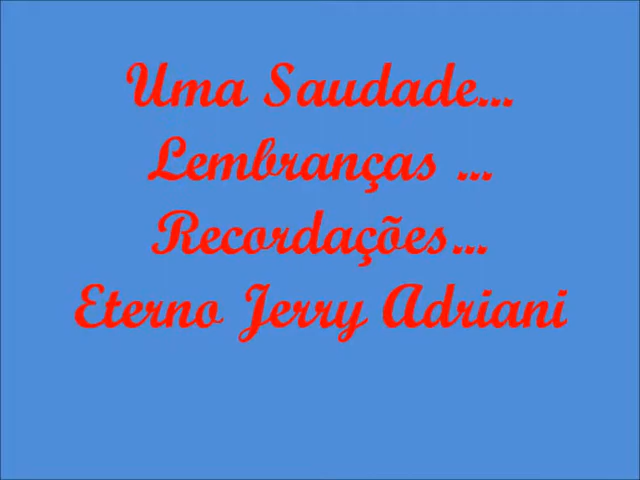 Uma Saudade...
Lembranças ...
Recordações...
Eterno Jerry Adriani